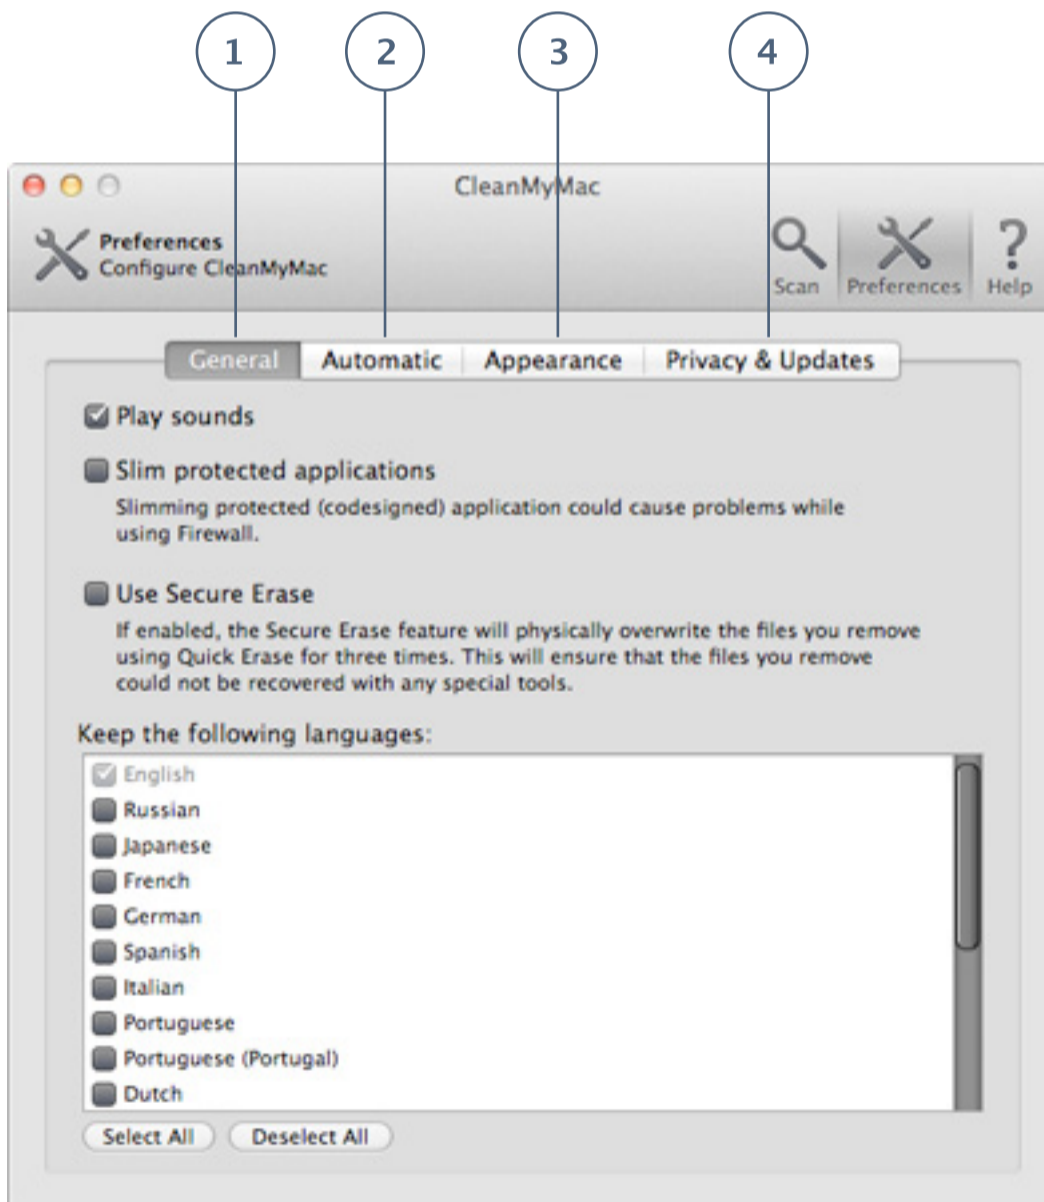 1 2 3 4
CleanMyMac
Preferences
Configure CleanMyMac
Scan Preferences Help
General Automatic Appearance Privacy & Updates
Play sounds
Slim protected applications
Slimming protected (codesigned) application could cause problems while
using Firewall.
Use Secure Erase
If enabled, the Secure Erase feature will physically overwrite the files you remove
using Quick Erase for three times. This will ensure that the files you remove
could not be recovered with any special tools.
Keep the following languages:
English
Russian
Japanese
French
German
Spanish
Italian
Portuguese
Portuguese (Portugal)
Dutch
Select All Deselect All